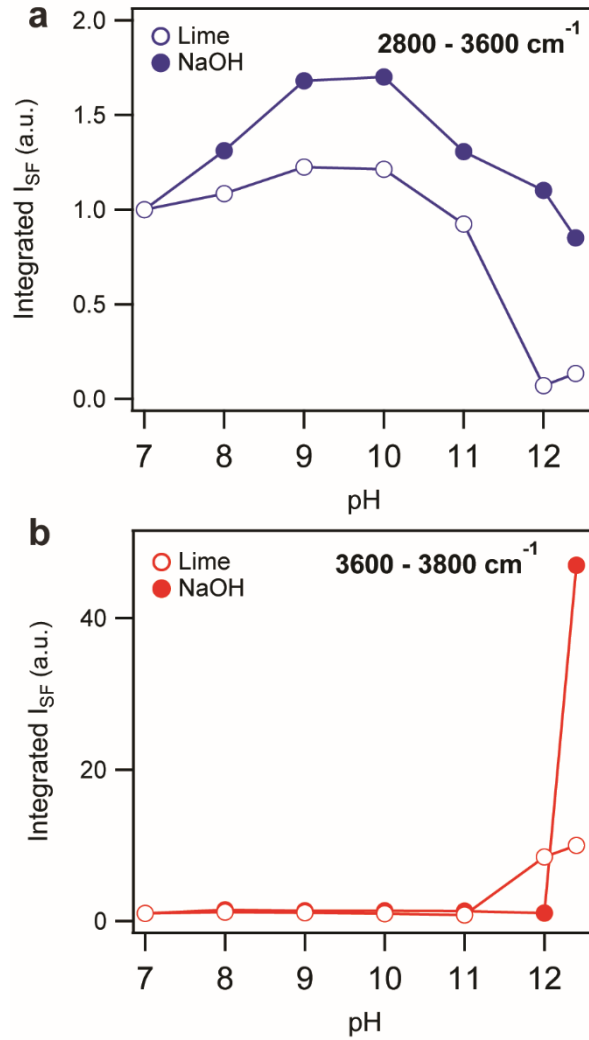 a
Lime
NaOH
2800 - 3600 cm⁻¹
Integrated I_SF (a.u.)
2.0
1.5
1.0
0.5
0.0
7 8 9 10 11 12
pH
b
Lime
NaOH
3600 - 3800 cm⁻¹
Integrated I_SF (a.u.)
40
20
0
7 8 9 10 11 12
pH